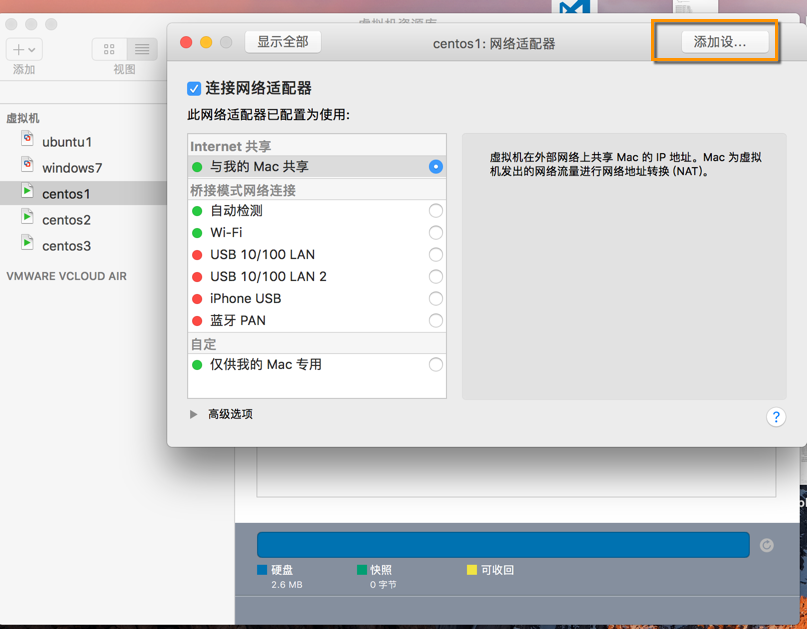 虚拟机资源库
显示全部
centos1: 网络适配器
添加设...
添加
视图
连接网络适配器
此网络适配器已配置为使用:
虚拟机
ubuntu1
windows7
centos1
centos2
centos3
VMWARE VCLOUD AIR
Internet 共享
与我的 Mac 共享
桥接模式网络连接
自动检测
Wi-Fi
USB 10/100 LAN
USB 10/100 LAN 2
iPhone USB
蓝牙 PAN
自定
仅供我的 Mac 专用
虚拟机在外部网络上共享 Mac 的 IP 地址。Mac 为虚拟
机发出的网络流量进行网络地址转换 (NAT)。
高级选项
?
硬盘
2.6 MB
快照
0 字节
可收回